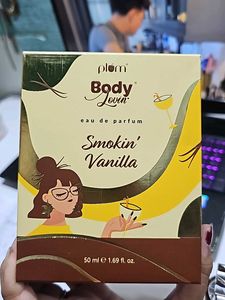 plum
Body
Lovin'
eau de parfum
Smokin'
Vanilla
50 ml ℮ 1.69 fl. oz.